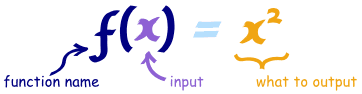 f(x) = x²
function name input what to output